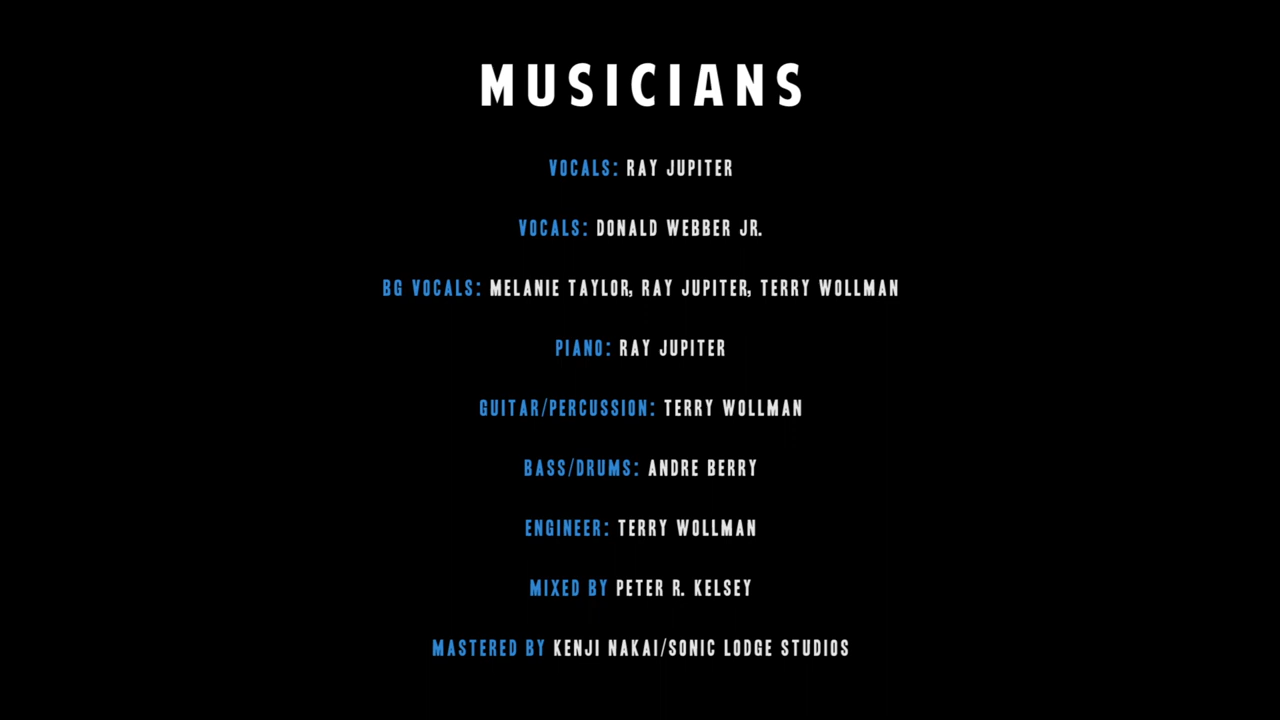 MUSICIANS
VOCALS: RAY JUPITER
VOCALS: DONALD WEBBER JR.
BG VOCALS: MELANIE TAYLOR, RAY JUPITER, TERRY WOLLMAN
PIANO: RAY JUPITER
GUITAR/PERCUSSION: TERRY WOLLMAN
BASS/DRUMS: ANDRE BERRY
ENGINEER: TERRY WOLLMAN
MIXED BY PETER R. KELSEY
MASTERED BY KENJI NAKAI/SONIC LODGE STUDIOS